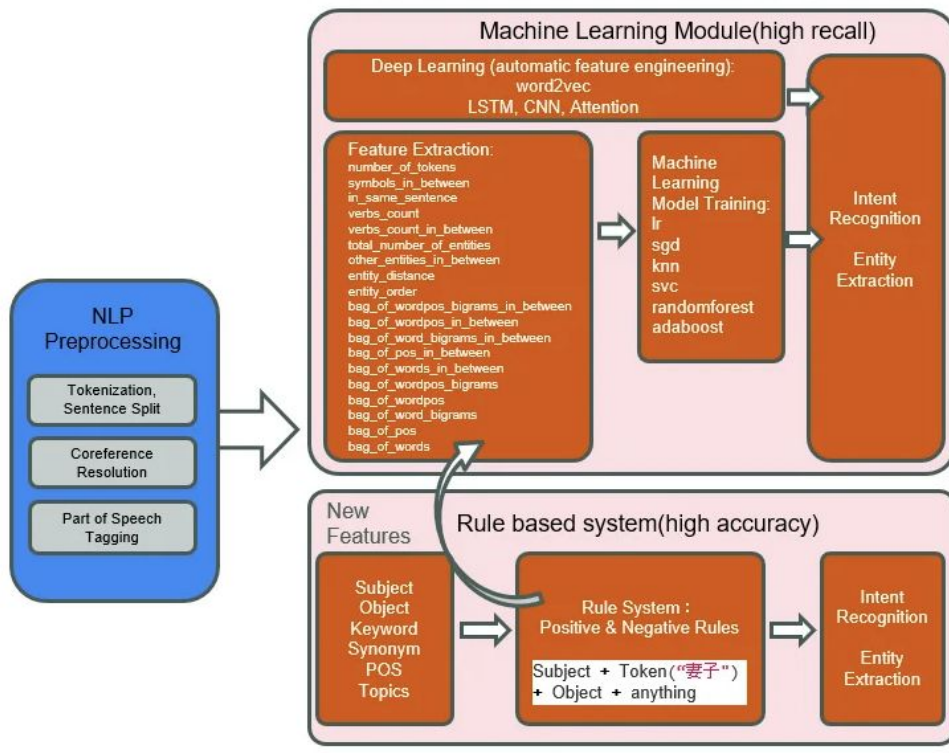 NLP
Preprocessing
Tokenization,
Sentence Split
Coreference
Resolution
Part of Speech
Tagging
Machine Learning Module(high recall)
Deep Learning (automatic feature engineering):
word2vec
LSTM, CNN, Attention
Feature Extraction:
number_of_tokens
symbols_in_between
in_same_sentence
verbs_count
verbs_count_in_between
total_number_of_entities
other_entities_in_between
entity_distance
entity_order
bag_of_wordpos_bigrams_in_between
bag_of_wordpos_in_between
bag_of_word_bigrams_in_between
bag_of_pos_in_between
bag_of_words_in_between
bag_of_wordpos_bigrams
bag_of_wordpos
bag_of_word_bigrams
bag_of_pos
bag_of_words
Machine
Learning
Model Training:
lr
sgd
knn
svc
randomforest
adaboost
Intent
Recognition
Entity
Extraction
New
Features
Rule based system(high accuracy)
Subject
Object
Keyword
Synonym
POS
Topics
Rule System :
Positive & Negative Rules
Subject + Token(“妻子”)
+ Object + anything
Intent
Recognition
Entity
Extraction